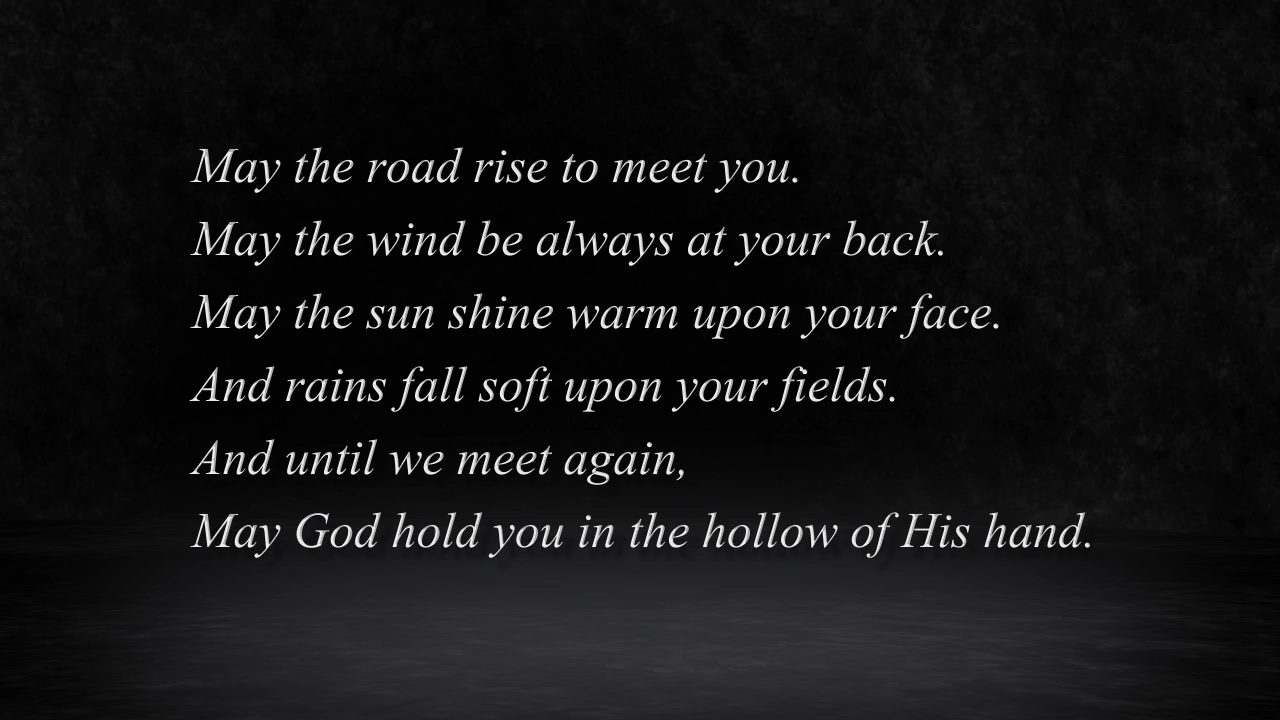 May the road rise to meet you.
May the wind be always at your back.
May the sun shine warm upon your face.
And rains fall soft upon your fields.
And until we meet again,
May God hold you in the hollow of His hand.